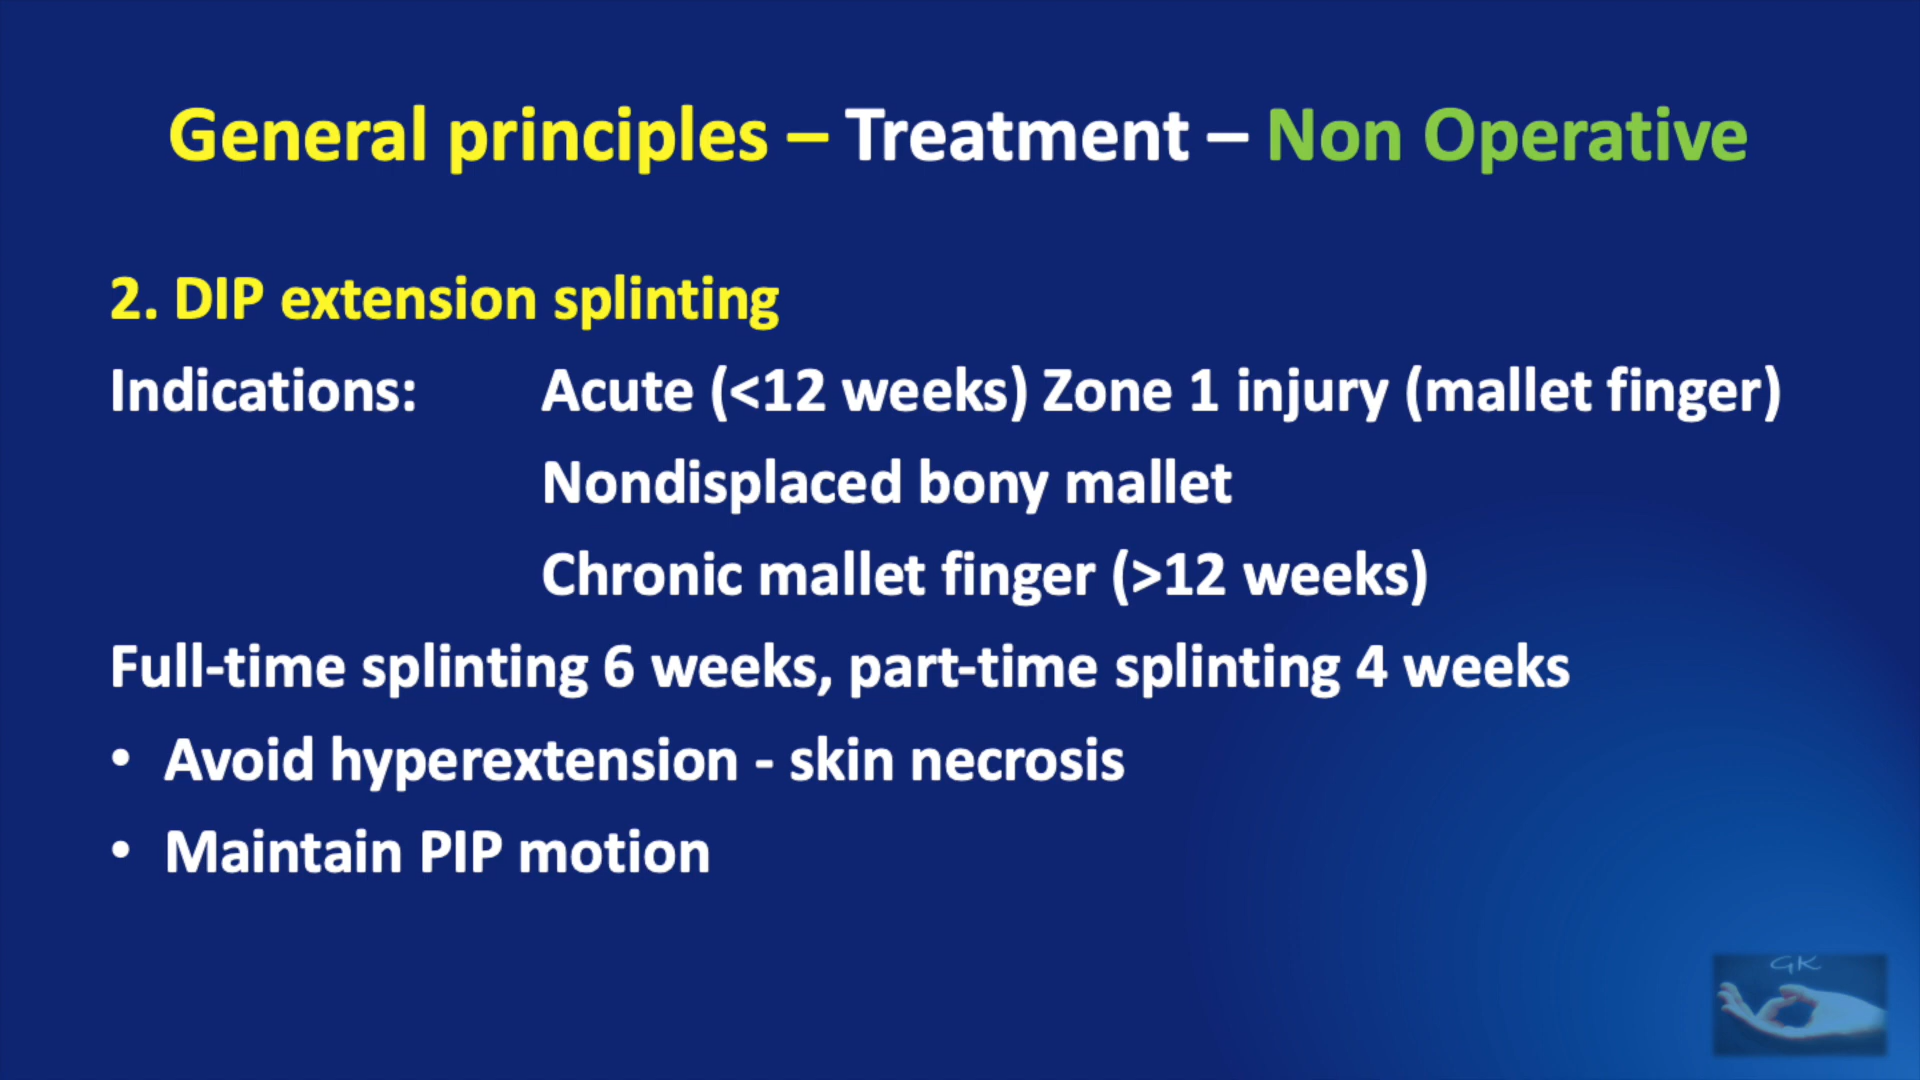 General principles – Treatment – Non Operative
2. DIP extension splinting
Indications: Acute (<12 weeks) Zone 1 injury (mallet finger)
Nondisplaced bony mallet
Chronic mallet finger (>12 weeks)
Full-time splinting 6 weeks, part-time splinting 4 weeks
• Avoid hyperextension - skin necrosis
• Maintain PIP motion
GK